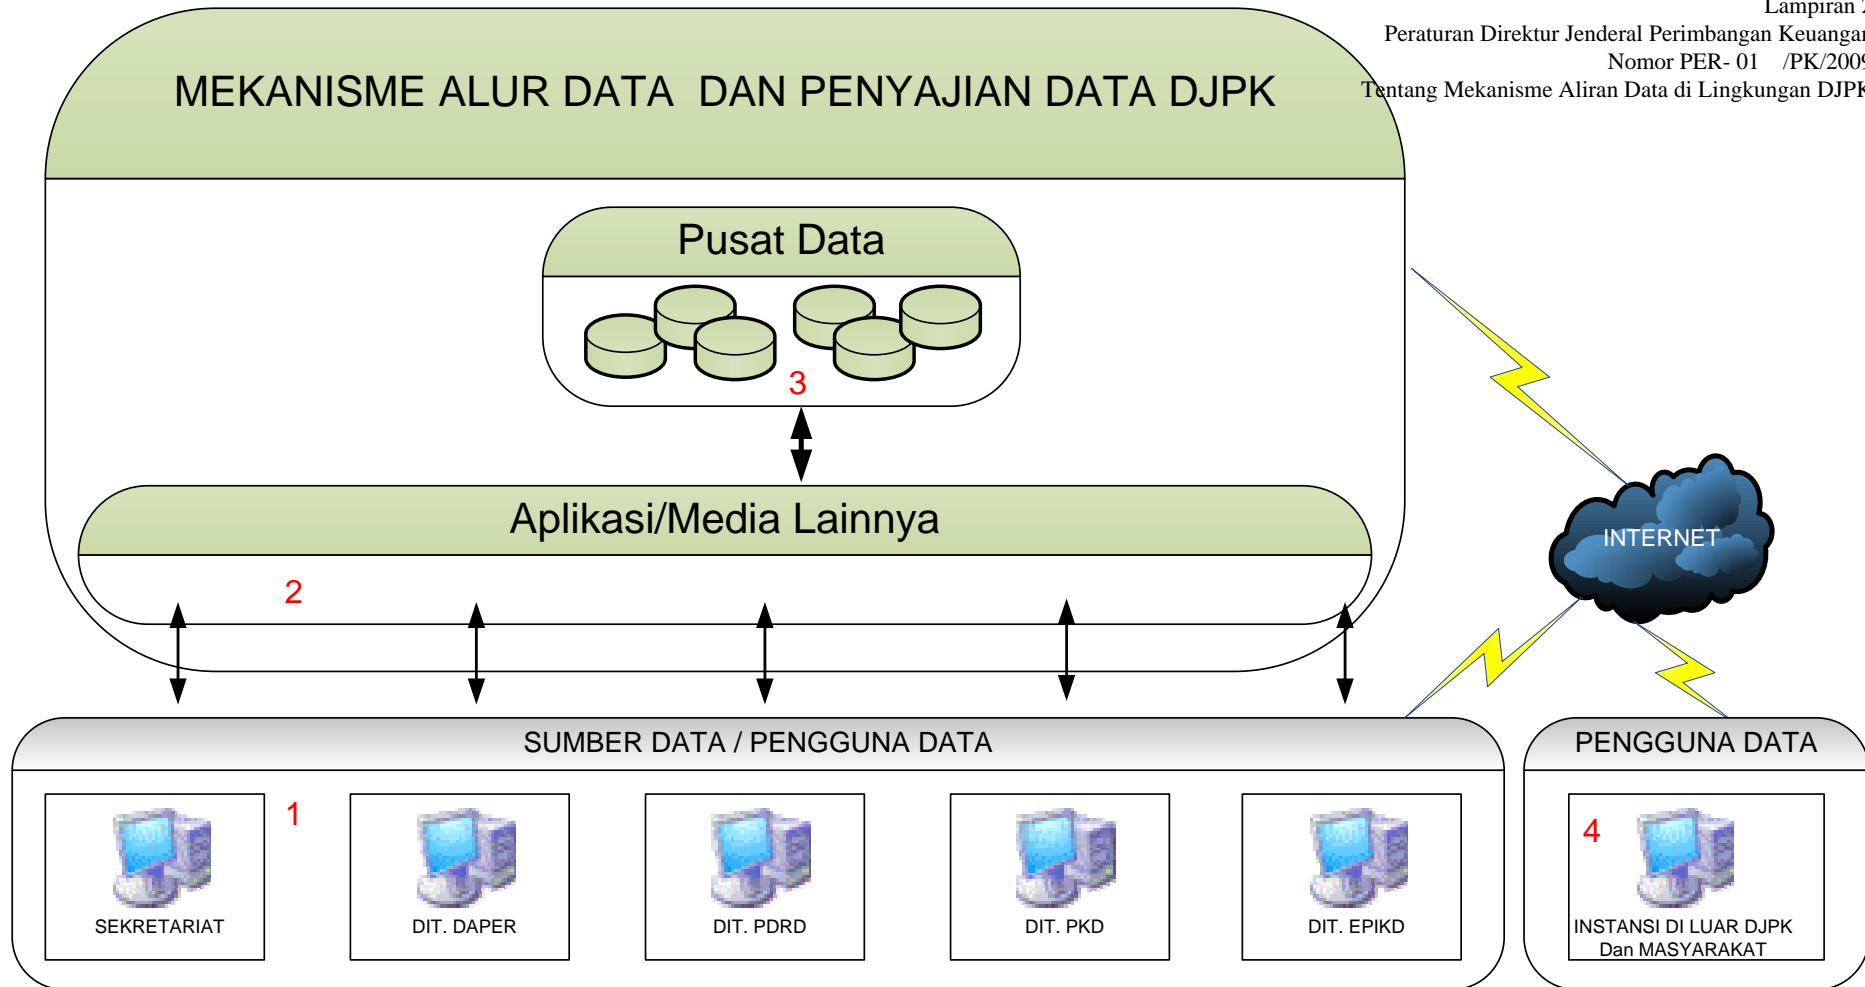 Lampiran 2
Peraturan Direktur Jenderal Perimbangan Keuangan
Nomor PER- 01 /PK/2009
Tentang Mekanisme Aliran Data di Lingkungan DJPK
MEKANISME ALUR DATA DAN PENYAJIAN DATA DJPK
Pusat Data
3
Aplikasi/Media Lainnya
2
INTERNET
SUMBER DATA / PENGGUNA DATA
1
SEKRETARIAT
DIT. DAPER
DIT. PDRD
DIT. PKD
DIT. EPIKD
PENGGUNA DATA
4
INSTANSI DI LUAR DJPK
Dan MASYARAKAT